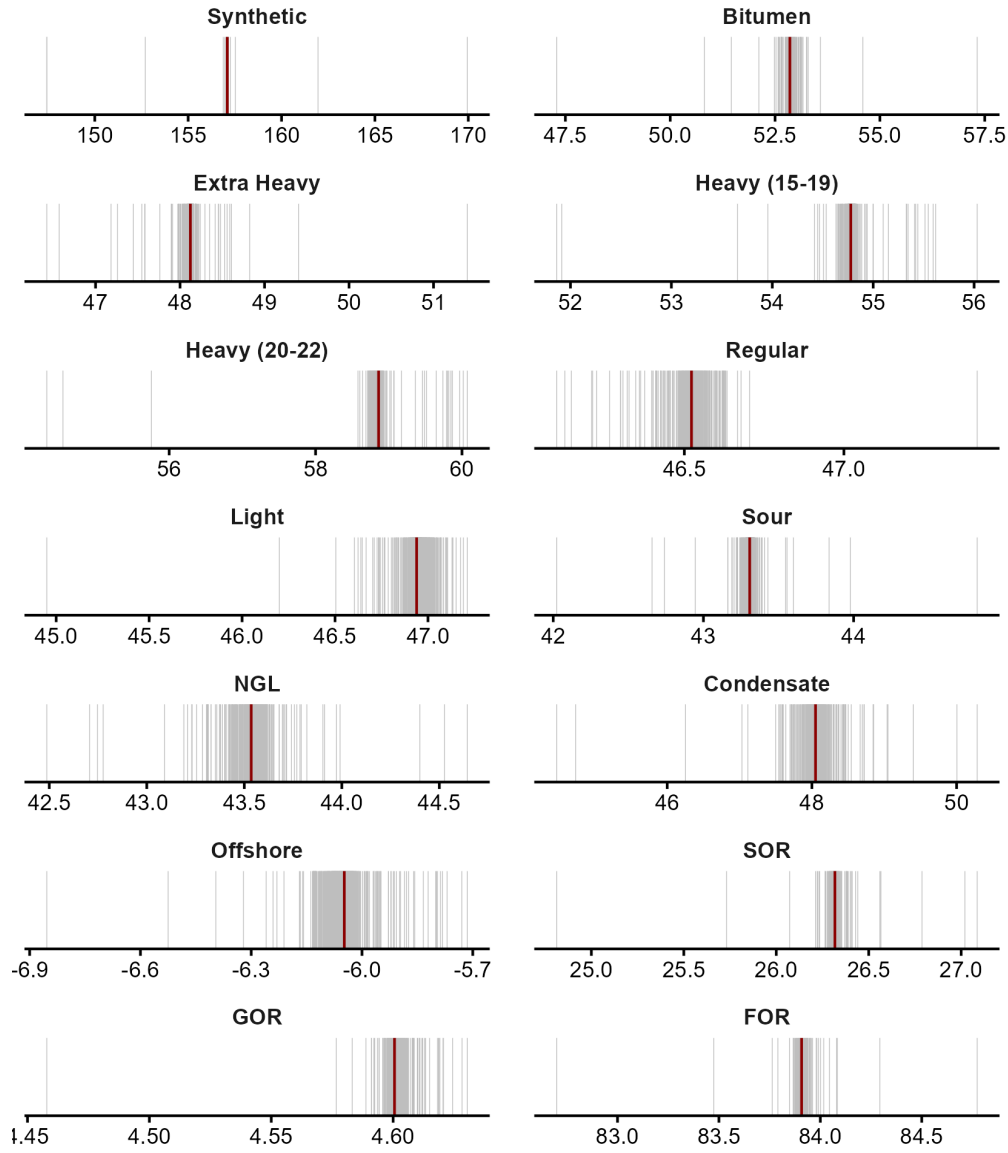 Synthetic Bitumen
150 155 160 165 170 47.5 50.0 52.5 55.0 57.5
Extra Heavy Heavy (15-19)
47 48 49 50 51 52 53 54 55 56
Heavy (20-22) Regular
56 58 60 46.5 47.0
Light Sour
45.0 45.5 46.0 46.5 47.0 42 43 44
NGL Condensate
42.5 43.0 43.5 44.0 44.5 46 48 50
Offshore SOR
-6.9 -6.6 -6.3 -6.0 -5.7 25.0 25.5 26.0 26.5 27.0
GOR FOR
4.50 4.55 4.60 83.0 83.5 84.0 84.5